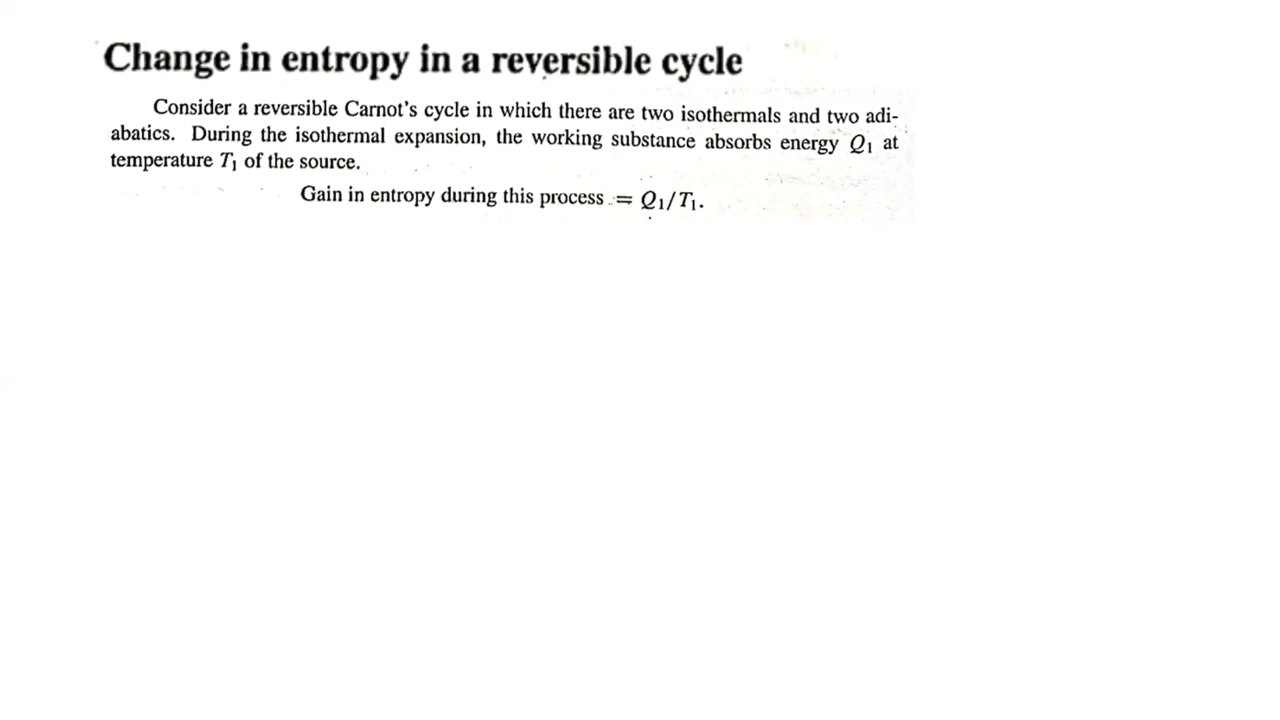 Change in entropy in a reversible cycle
Consider a reversible Carnot's cycle in which there are two isothermals and two adi-
abatics. During the isothermal expansion, the working substance absorbs energy Q₁ at
temperature T₁ of the source.
Gain in entropy during this process = Q₁/T₁.